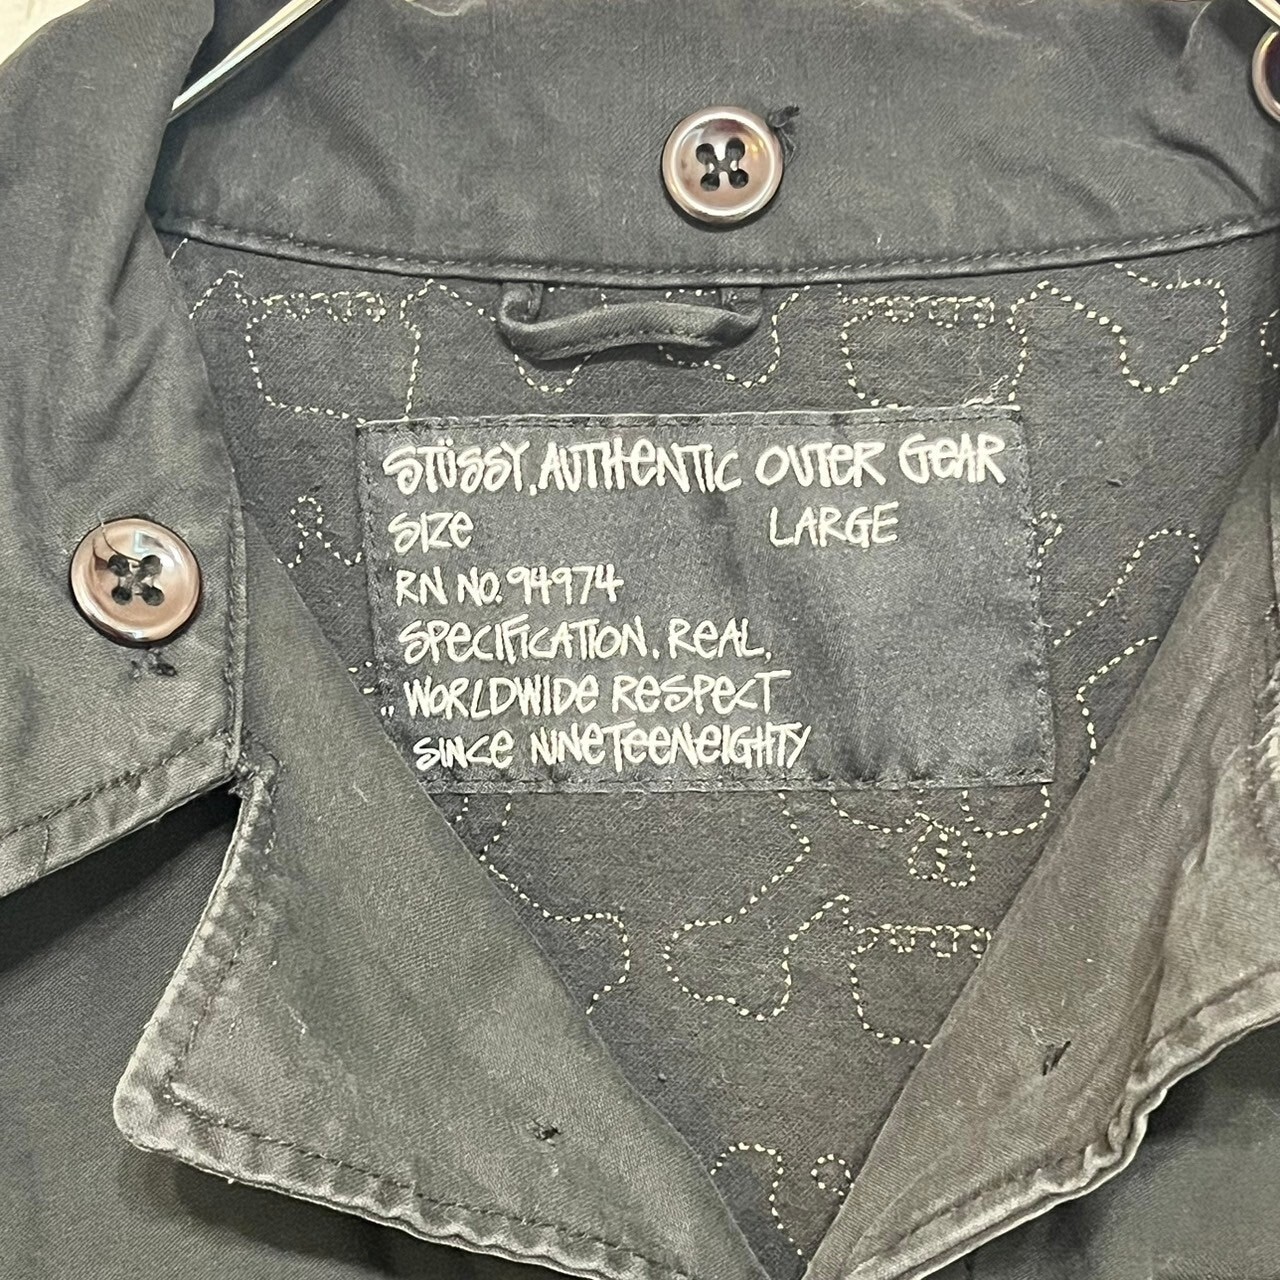 STÜSSY, AUTHENTIC OUTER GEAR
SIZE LARGE
RN NO. 94974
SPECIFICATION. REAL.
"WORLDWIDE RESPECT
SINCE NINETEENEIGHTY